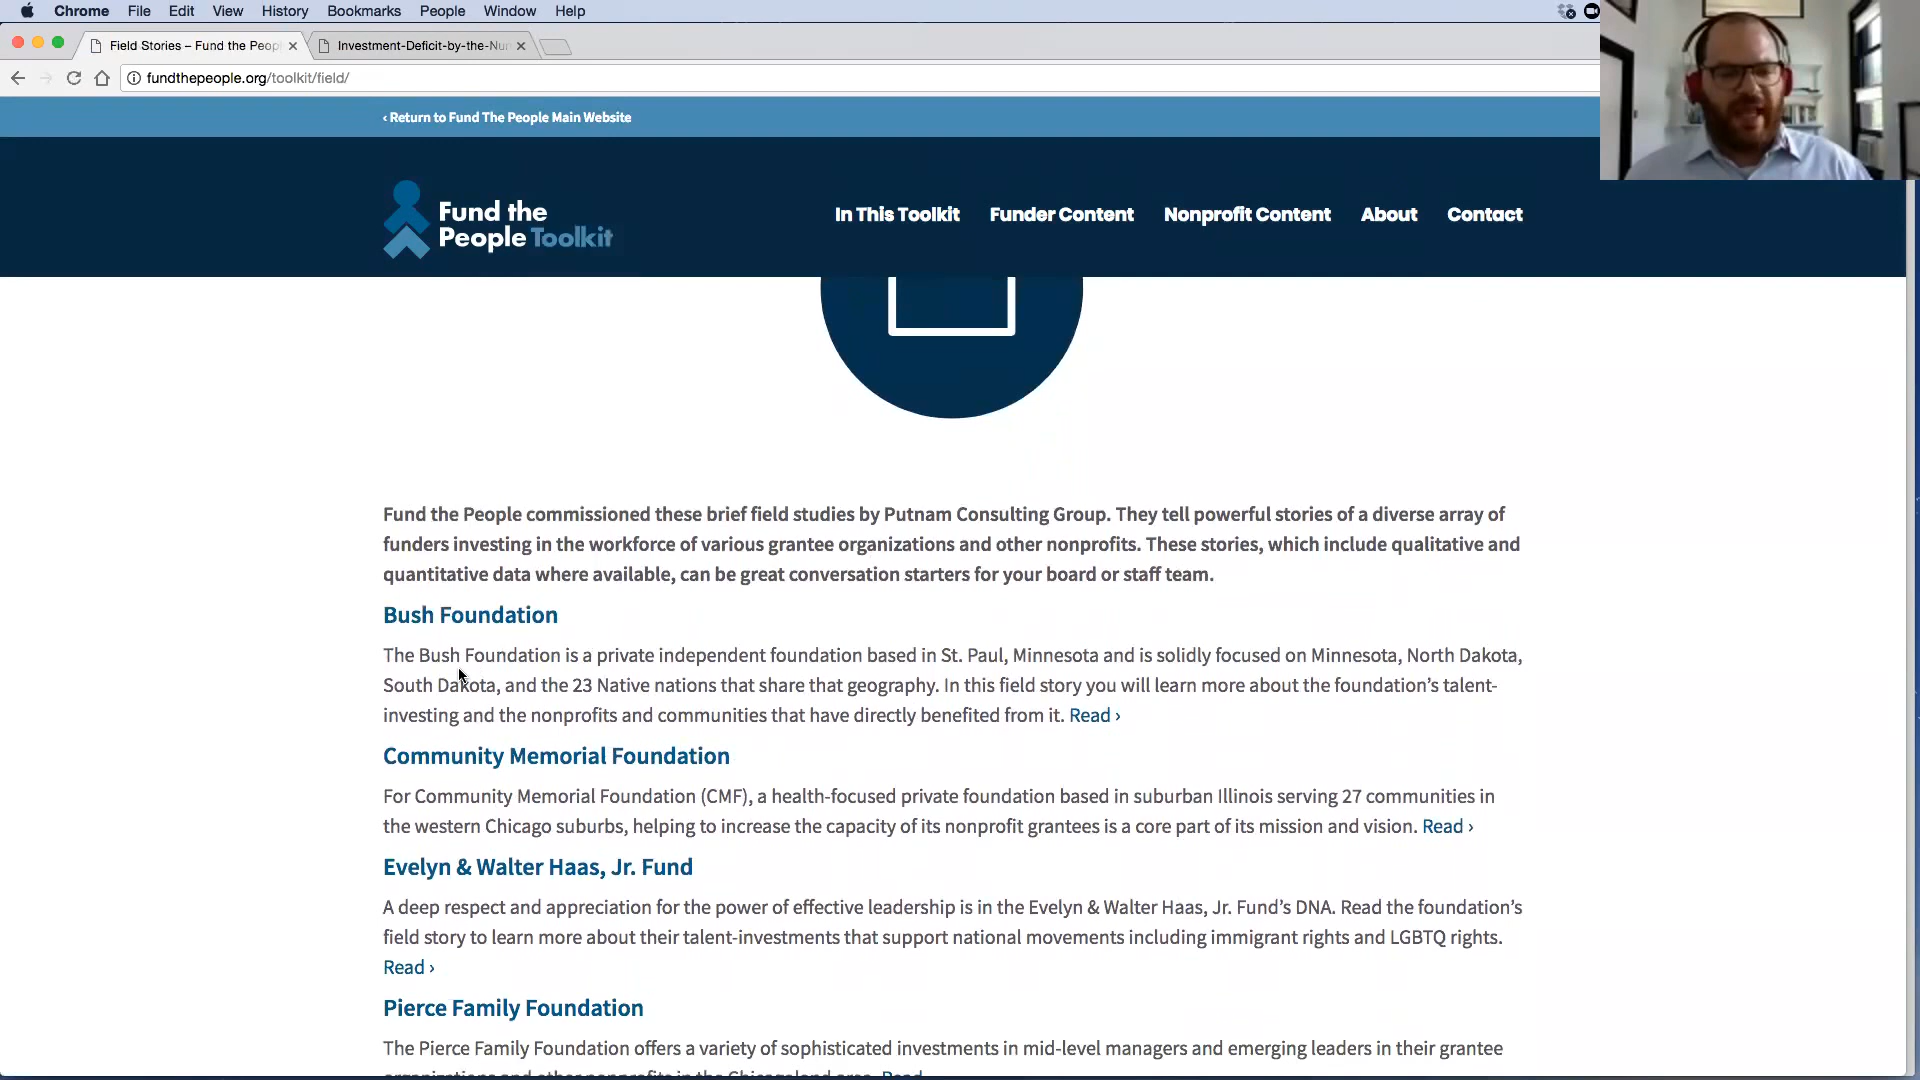 Chrome File Edit View History Bookmarks People Window Help
Field Stories – Fund the Peop
Investment-Deficit-by-the-Nu
fundthepeople.org/toolkit/field/
‹ Return to Fund The People Main Website
Fund the
People Toolkit
In This Toolkit Funder Content Nonprofit Content About Contact
Fund the People commissioned these brief field studies by Putnam Consulting Group. They tell powerful stories of a diverse array of
funders investing in the workforce of various grantee organizations and other nonprofits. These stories, which include qualitative and
quantitative data where available, can be great conversation starters for your board or staff team.
Bush Foundation
The Bush Foundation is a private independent foundation based in St. Paul, Minnesota and is solidly focused on Minnesota, North Dakota,
South Dakota, and the 23 Native nations that share that geography. In this field story you will learn more about the foundation’s talent-
investing and the nonprofits and communities that have directly benefited from it. Read ›
Community Memorial Foundation
For Community Memorial Foundation (CMF), a health-focused private foundation based in suburban Illinois serving 27 communities in
the western Chicago suburbs, helping to increase the capacity of its nonprofit grantees is a core part of its mission and vision. Read ›
Evelyn & Walter Haas, Jr. Fund
A deep respect and appreciation for the power of effective leadership is in the Evelyn & Walter Haas, Jr. Fund’s DNA. Read the foundation’s
field story to learn more about their talent-investments that support national movements including immigrant rights and LGBTQ rights.
Read ›
Pierce Family Foundation
The Pierce Family Foundation offers a variety of sophisticated investments in mid-level managers and emerging leaders in their grantee
organizations and other nonprofits in the Chicagoland area. Read